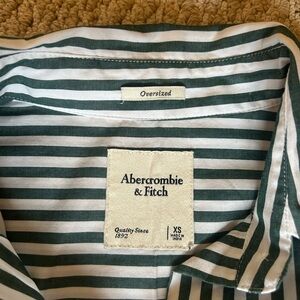 Oversized
Abercrombie
& Fitch
Quality Since
1892
XS
MADE IN
INDIA